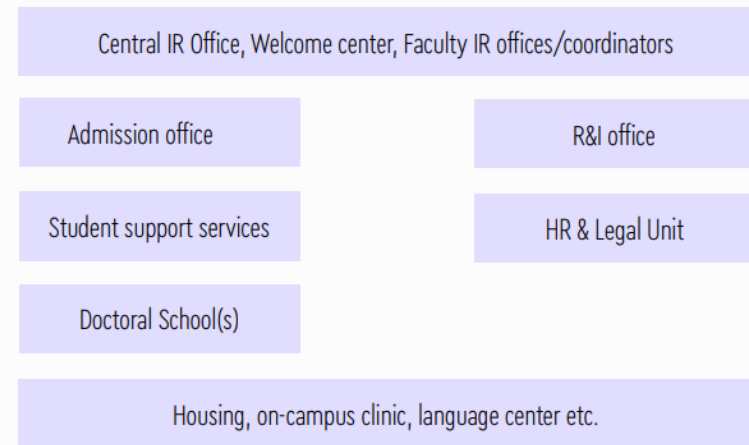 Central IR Office, Welcome center, Faculty IR offices/coordinators
Admission office
R&I office
Student support services
HR & Legal Unit
Doctoral School(s)
Housing, on-campus clinic, language center etc.